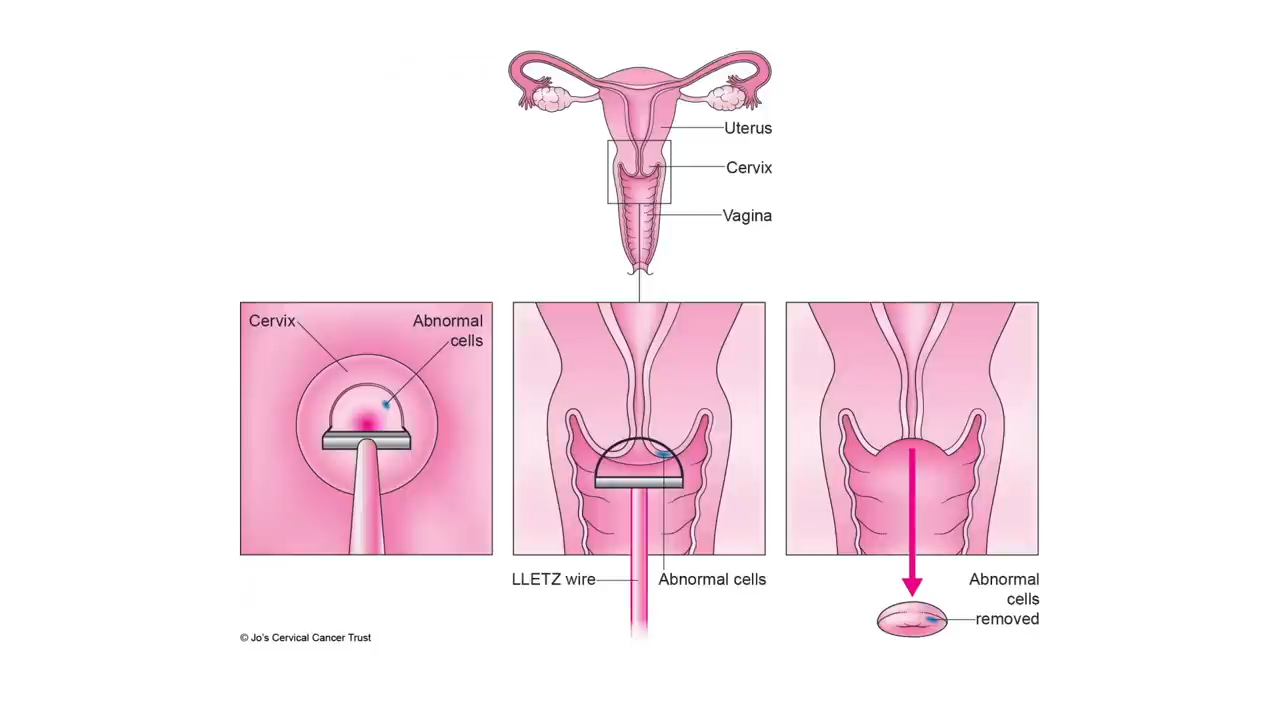 Uterus
Cervix
Vagina
Cervix
Abnormal
cells
LLETZ wire
Abnormal cells
Abnormal
cells
removed
© Jo's Cervical Cancer Trust